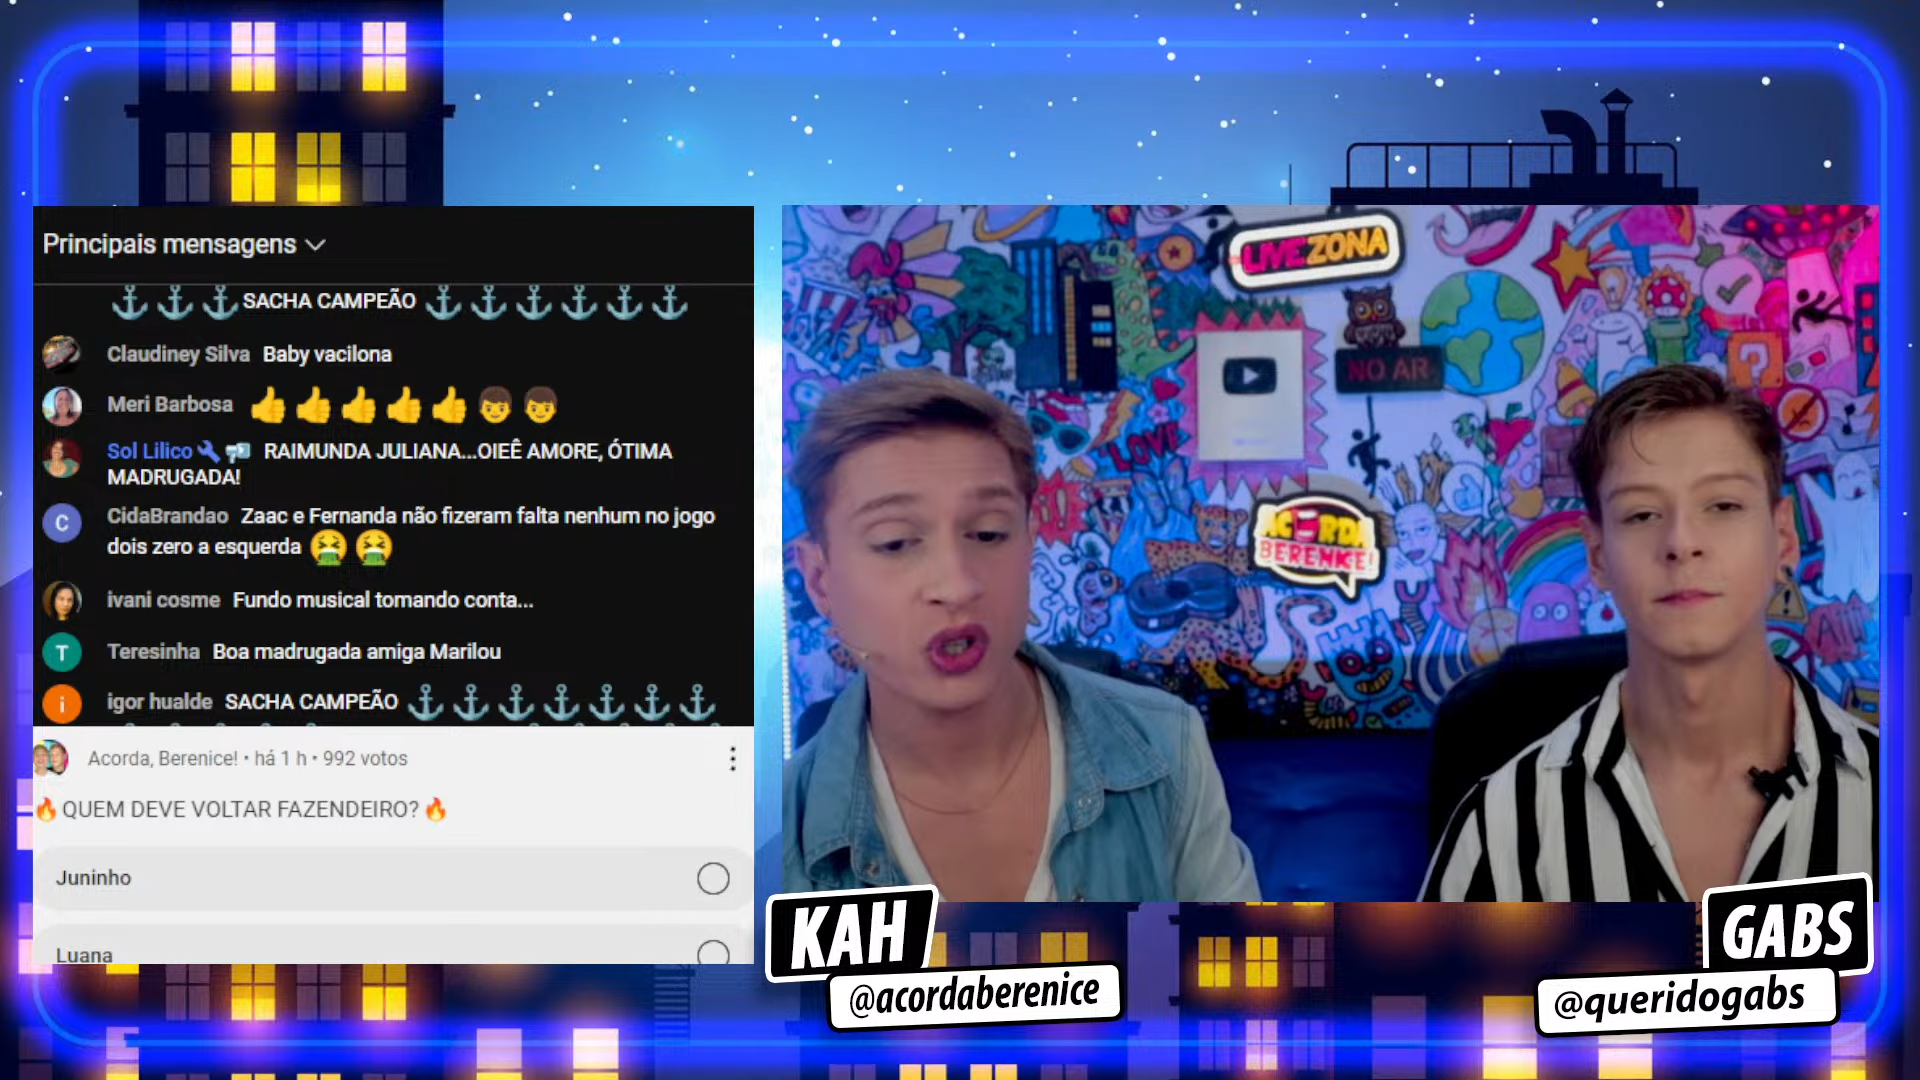 Principais mensagens
⚓ ⚓ ⚓ SACHA CAMPEÃO ⚓ ⚓ ⚓ ⚓ ⚓ ⚓
Claudiney Silva Baby vacilona
Meri Barbosa 👍👍👍👍👍👦👦
Sol Lilico RAIMUNDA JULIANA...OIEÊ AMORE, ÓTIMA
MADRUGADA!
C CidaBrandao Zaac e Fernanda não fizeram falta nenhum no jogo
dois zero a esquerda 🤮 🤮
ivani cosme Fundo musical tomando conta...
T Teresinha Boa madrugada amiga Marilou
i igor hualde SACHA CAMPEÃO ⚓ ⚓ ⚓ ⚓ ⚓ ⚓ ⚓
Acorda, Berenice! • há 1 h • 992 votos
🔥 QUEM DEVE VOLTAR FAZENDEIRO? 🔥
Juninho
Luana
LIVEZONA
NO AR
LOVE
ACORDA
BERENICE!
KAH
@acordaberenice
GABS
@queridogabs